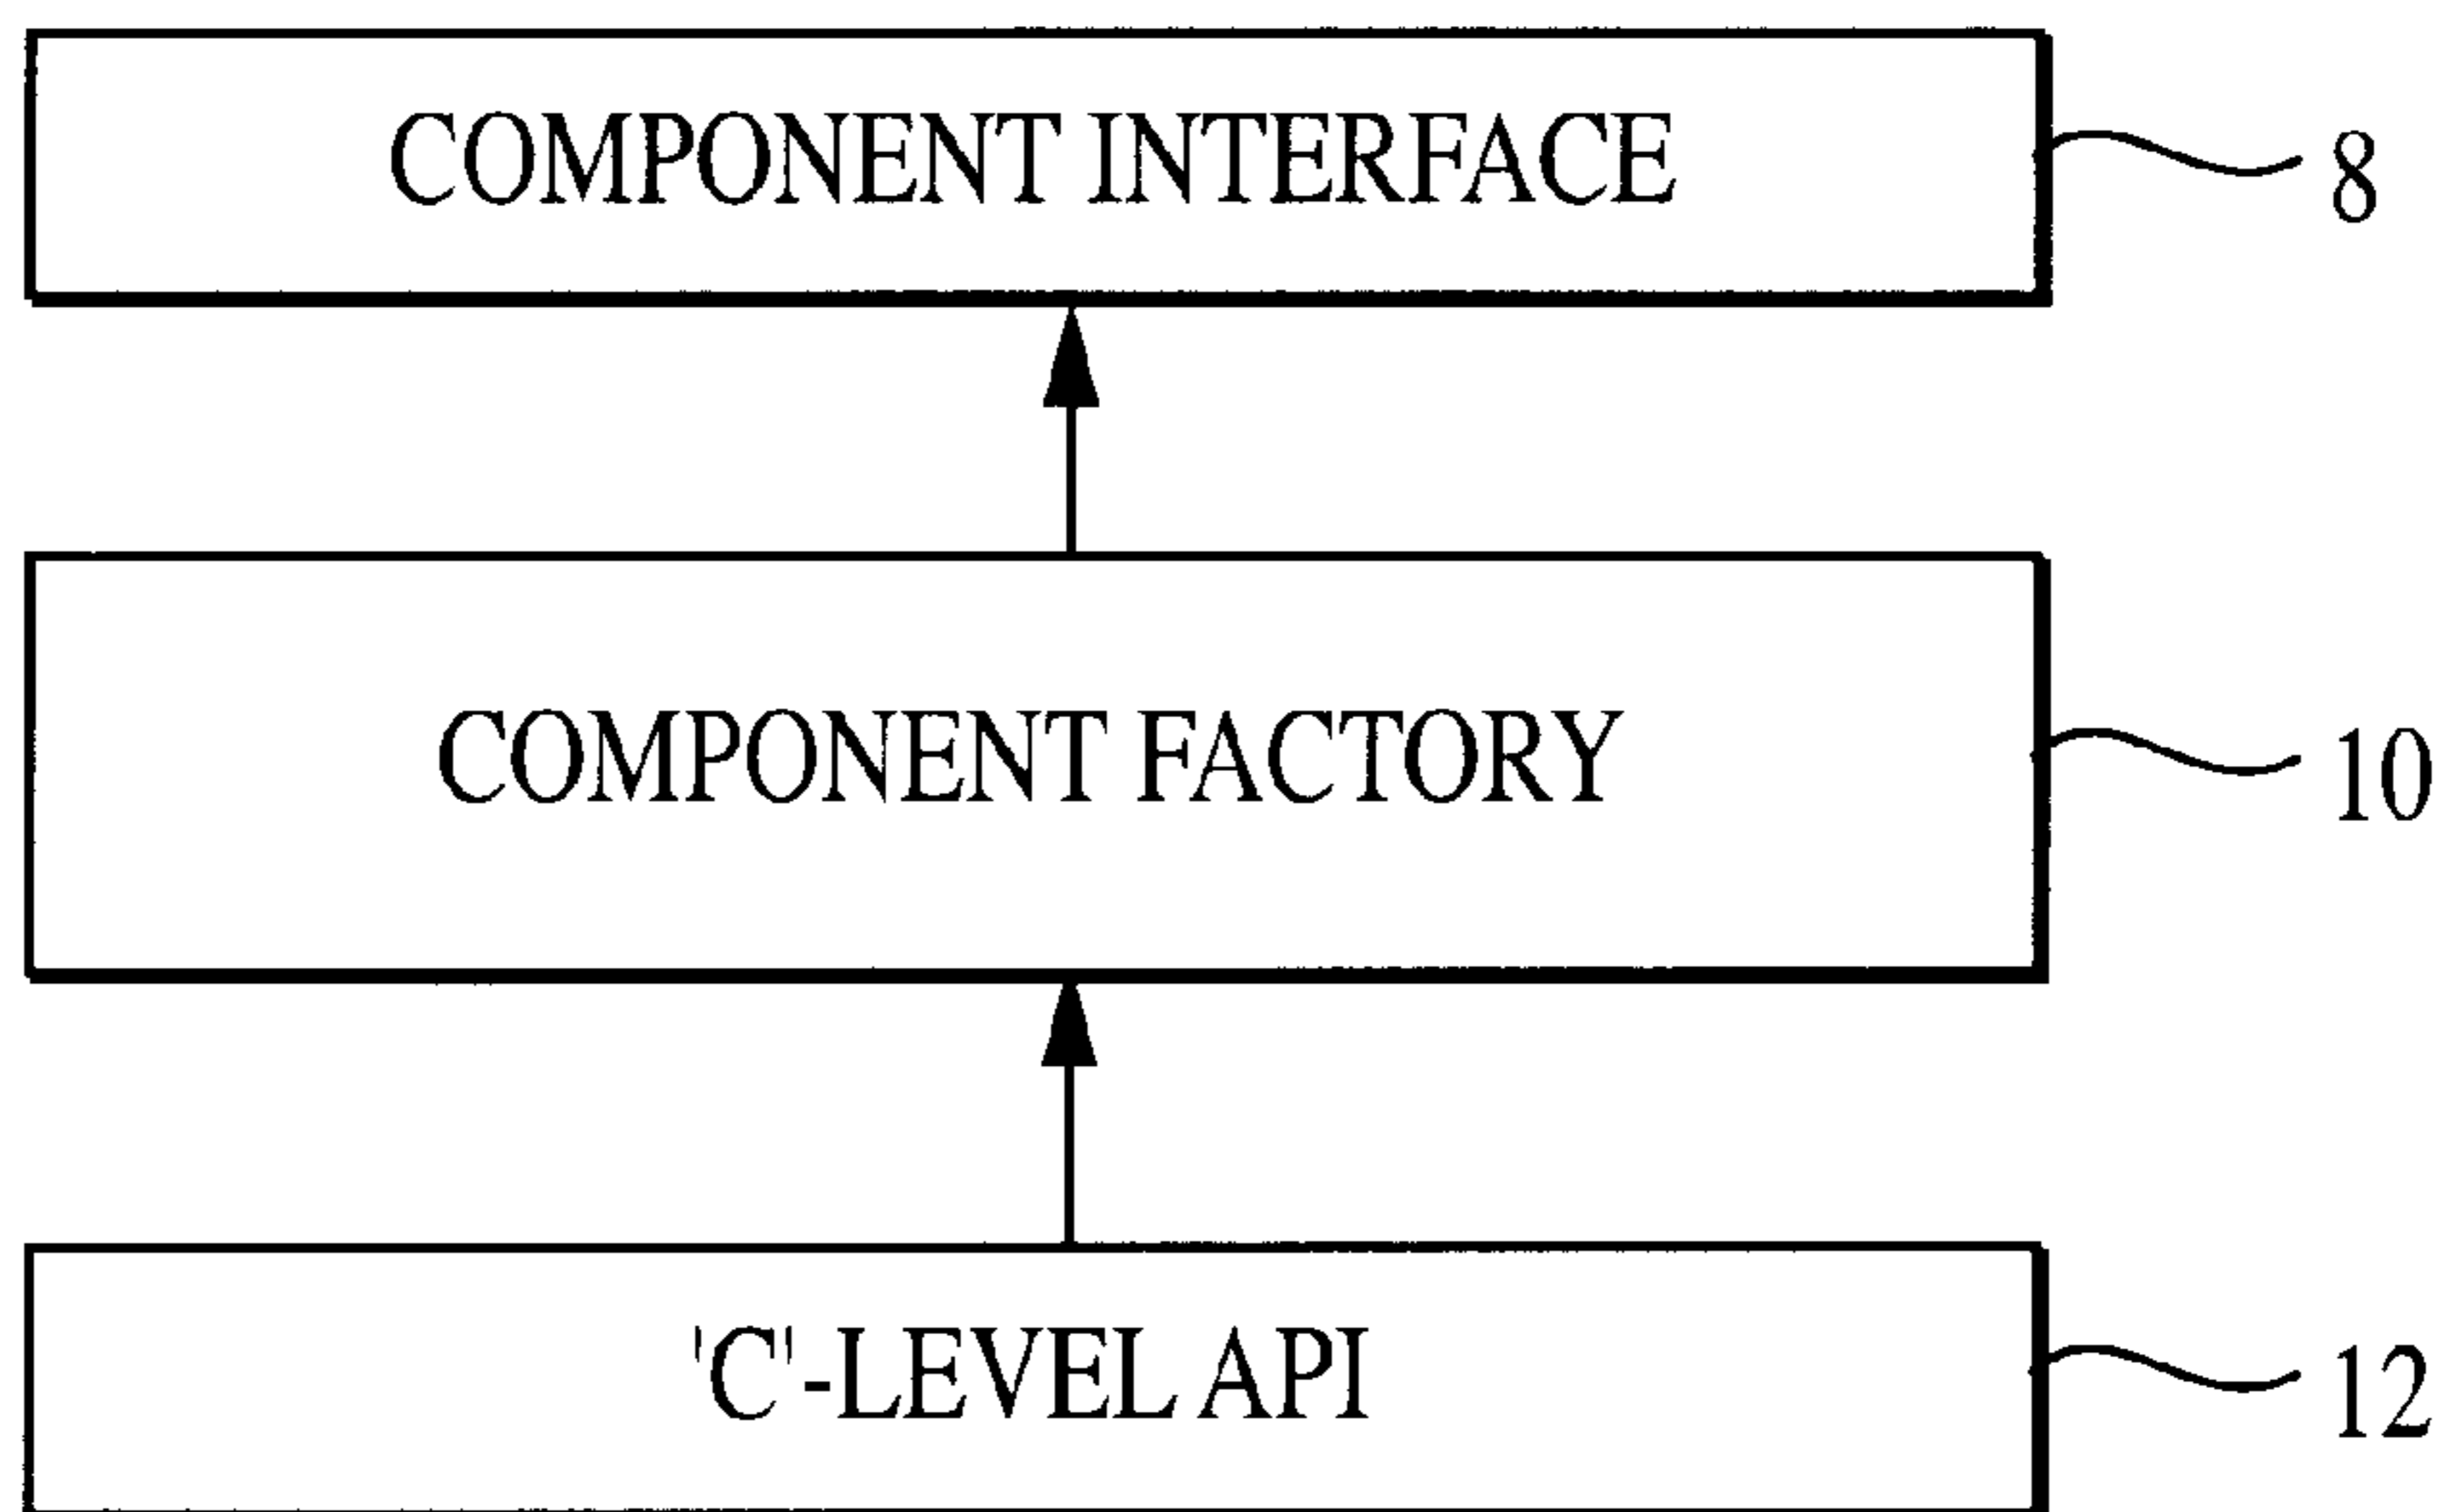 COMPONENT INTERFACE
8
COMPONENT FACTORY
10
'C'-LEVEL API
12